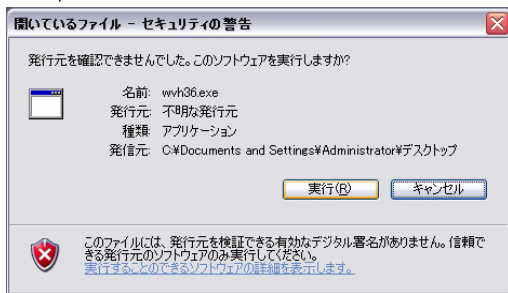 開いているファイル - セキュリティの警告
発行元を確認できませんでした。このソフトウェアを実行しますか?
名前: wvh36.exe
発行元: 不明な発行元
種類: アプリケーション
発信元: C:¥Documents and Settings¥Administrator¥デスクトップ
実行(R)
キャンセル
このファイルには、発行元を検証できる有効なデジタル署名がありません。信頼で
きる発行元のソフトウェアのみ実行してください。
実行することのできるソフトウェアの詳細を表示します。